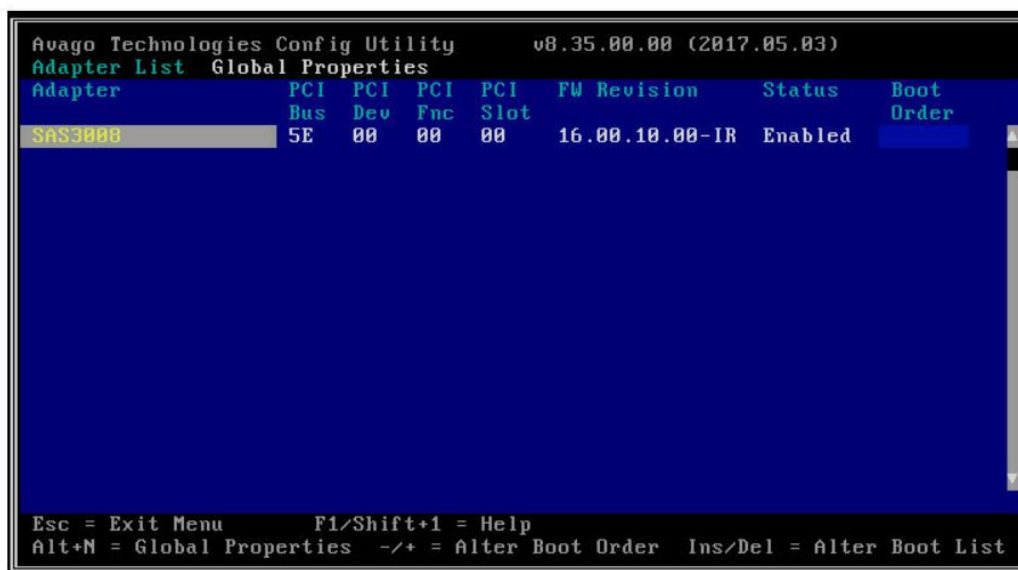 Avago Technologies Config Utility v8.35.00.00 (2017.05.03)
Adapter List Global Properties
Adapter PCI PCI PCI PCI FW Revision Status Boot
Bus Dev Fnc Slot Order
SAS3008 5E 00 00 00 16.00.10.00-IR Enabled
Esc = Exit Menu F1/Shift+1 = Help
Alt+N = Global Properties -/+ = Alter Boot Order Ins/Del = Alter Boot List